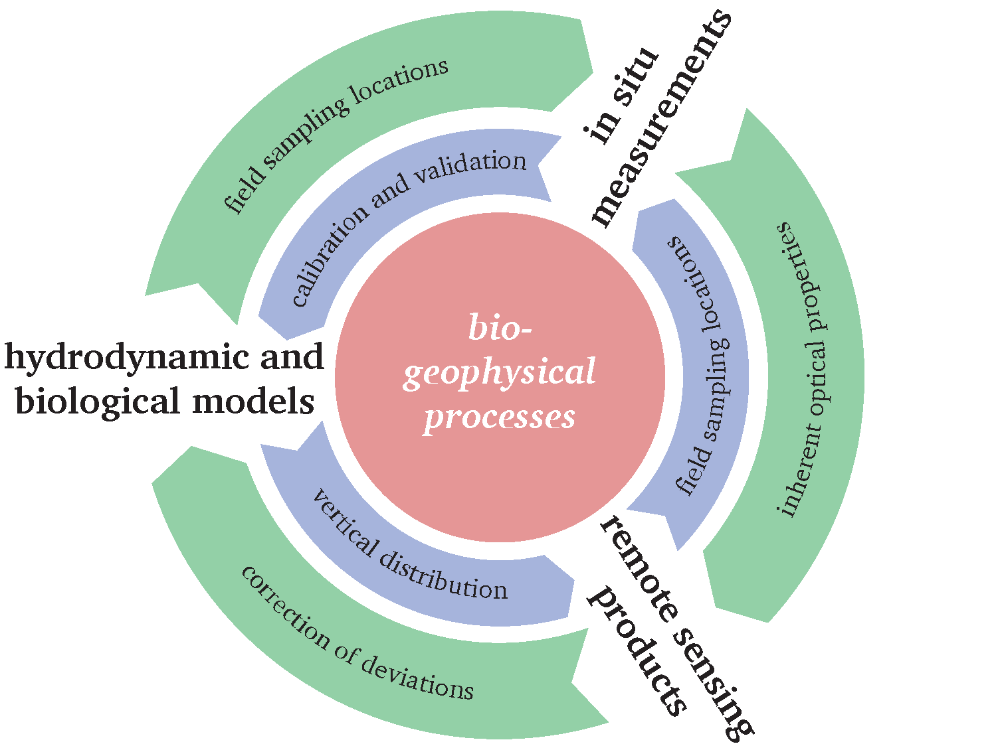 field sampling locations
in situ
measurements
calibration and validation
field sampling locations
inherent optical properties
bio-
geophysical
processes
hydrodynamic and
biological models
vertical distribution
correction of deviations
remote sensing
products